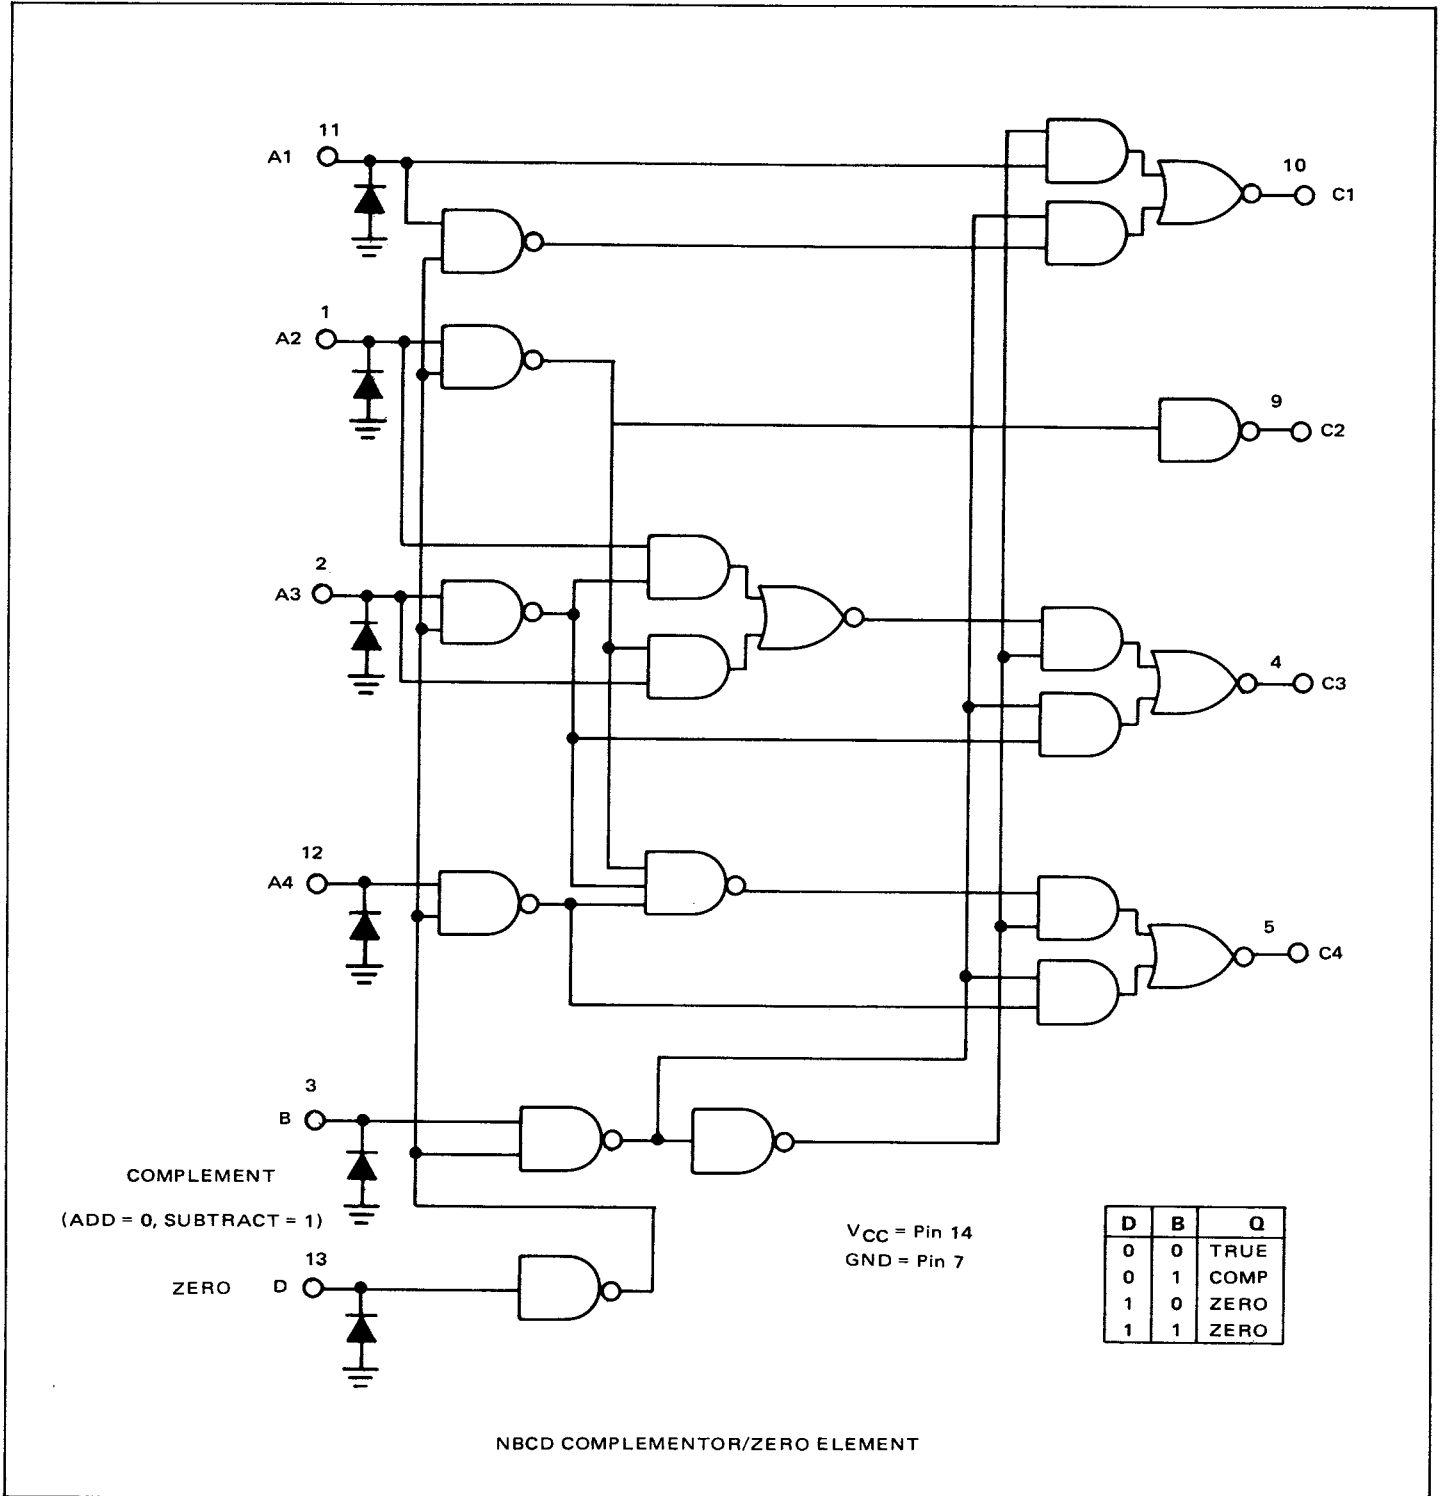 11
A1
10
C1
1
A2
9
C2
2
A3
4
C3
12
A4
5
C4
3
B
COMPLEMENT
(ADD = 0, SUBTRACT = 1)
13
ZERO D
VCC = Pin 14
GND = Pin 7
D B Q
0 0 TRUE
0 1 COMP
1 0 ZERO
1 1 ZERO
NBCD COMPLEMENTOR/ZERO ELEMENT